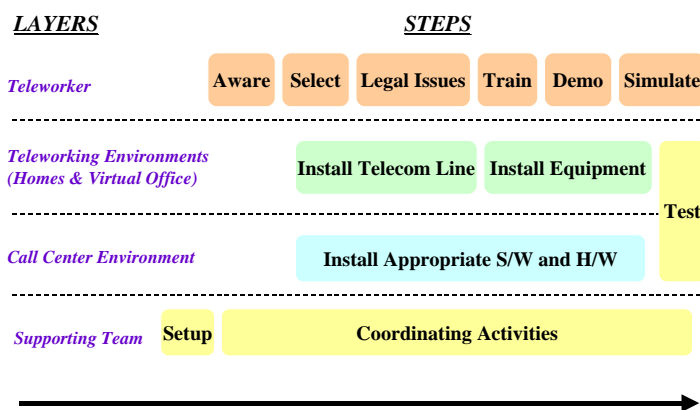 LAYERS
STEPS
Teleworker
Aware
Select
Legal Issues
Train
Demo
Simulate
Teleworking Environments
(Homes & Virtual Office)
Install Telecom Line
Install Equipment
Test
Call Center Environment
Install Appropriate S/W and H/W
Supporting Team
Setup
Coordinating Activities